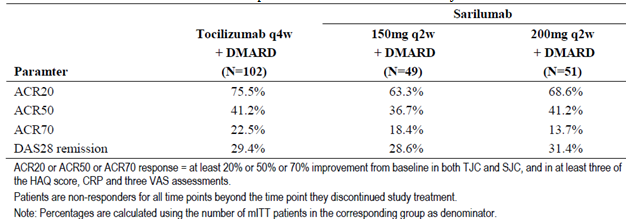 Sarilumab
Tocilizumab q4w 150mg q2w 200mg q2w
+ DMARD + DMARD + DMARD
Paramter (N=102) (N=49) (N=51)
ACR20 75.5% 63.3% 68.6%
ACR50 41.2% 36.7% 41.2%
ACR70 22.5% 18.4% 13.7%
DAS28 remission 29.4% 28.6% 31.4%
ACR20 or ACR50 or ACR70 response = at least 20% or 50% or 70% improvement from baseline in both TJC and SJC, and in at least three of
the HAQ score, CRP and three VAS assessments.
Patients are non-responders for all time points beyond the time point they discontinued study treatment.
Note: Percentages are calculated using the number of mITT patients in the corresponding group as denominator.